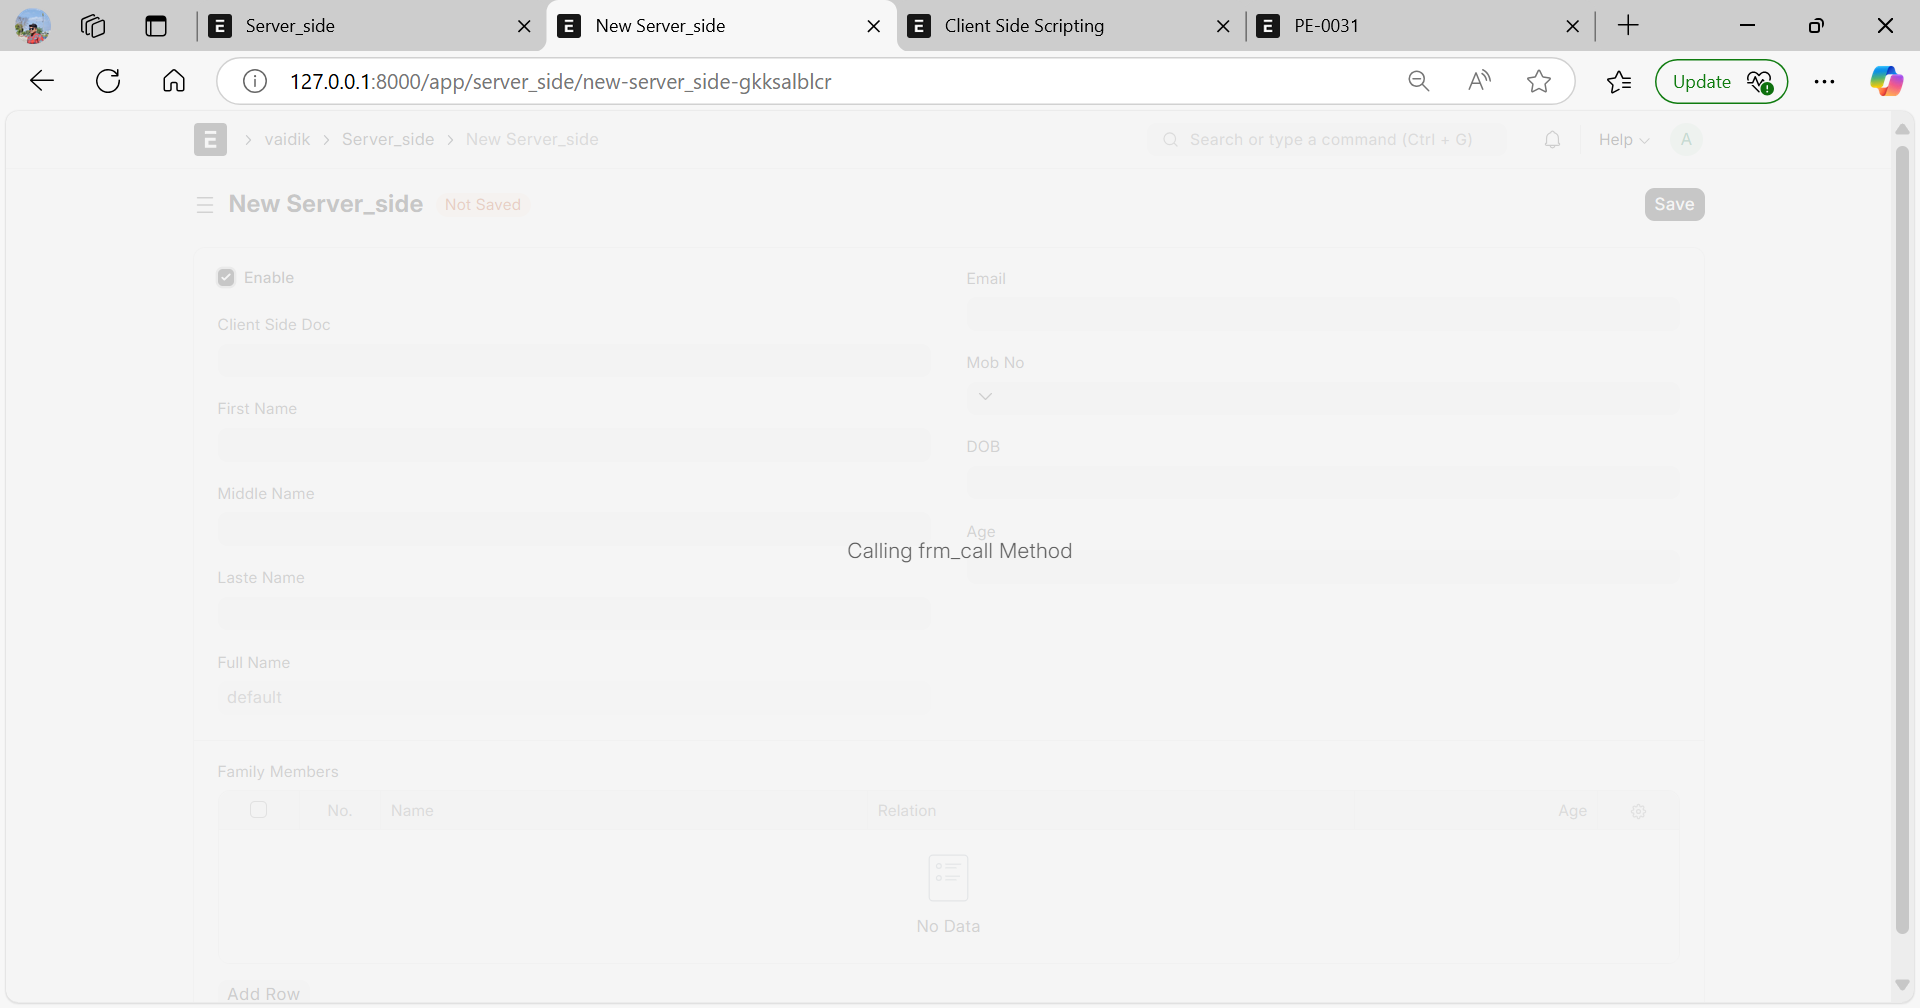 Server_side
New Server_side
Client Side Scripting
PE-0031
127.0.0.1:8000/app/server_side/new-server_side-gkksalblcr
A
Update
E
vaidik
Server_side
New Server_side
Search or type a command (Ctrl + G)
Help
A
New Server_side
Not Saved
Save
Enable
Client Side Doc
First Name
Middle Name
Laste Name
Full Name
default
Email
Mob No
DOB
Age
Calling frm_call Method
Family Members
No.
Name
Relation
Age
No Data
Add Row